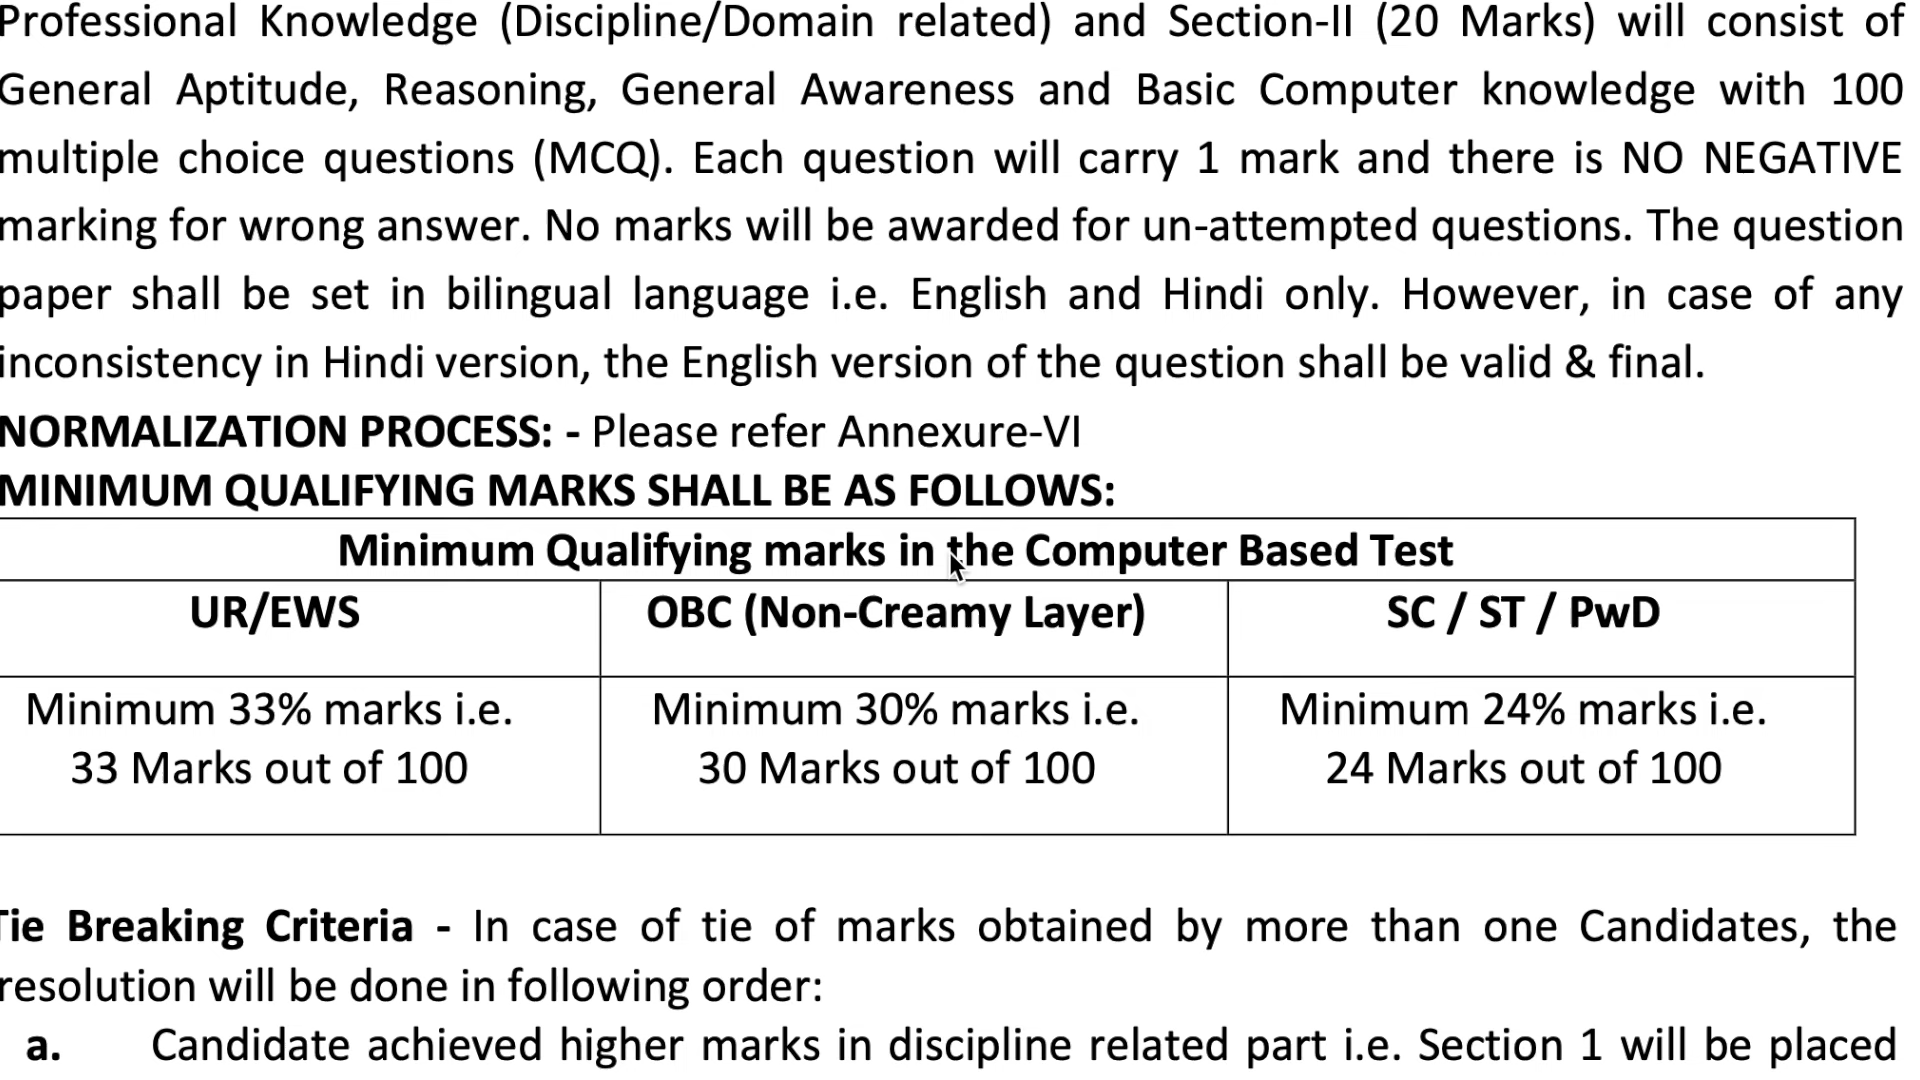 Professional Knowledge (Discipline/Domain related) and Section-II (20 Marks) will consist of
General Aptitude, Reasoning, General Awareness and Basic Computer knowledge with 100
multiple choice questions (MCQ). Each question will carry 1 mark and there is NO NEGATIVE
marking for wrong answer. No marks will be awarded for un-attempted questions. The question
paper shall be set in bilingual language i.e. English and Hindi only. However, in case of any
inconsistency in Hindi version, the English version of the question shall be valid & final.
NORMALIZATION PROCESS: - Please refer Annexure-VI
MINIMUM QUALIFYING MARKS SHALL BE AS FOLLOWS:
Minimum Qualifying marks in the Computer Based Test
UR/EWS OBC (Non-Creamy Layer) SC / ST / PwD
Minimum 33% marks i.e. Minimum 30% marks i.e. Minimum 24% marks i.e.
33 Marks out of 100 30 Marks out of 100 24 Marks out of 100
Tie Breaking Criteria - In case of tie of marks obtained by more than one Candidates, the
resolution will be done in following order:
a. Candidate achieved higher marks in discipline related part i.e. Section 1 will be placed